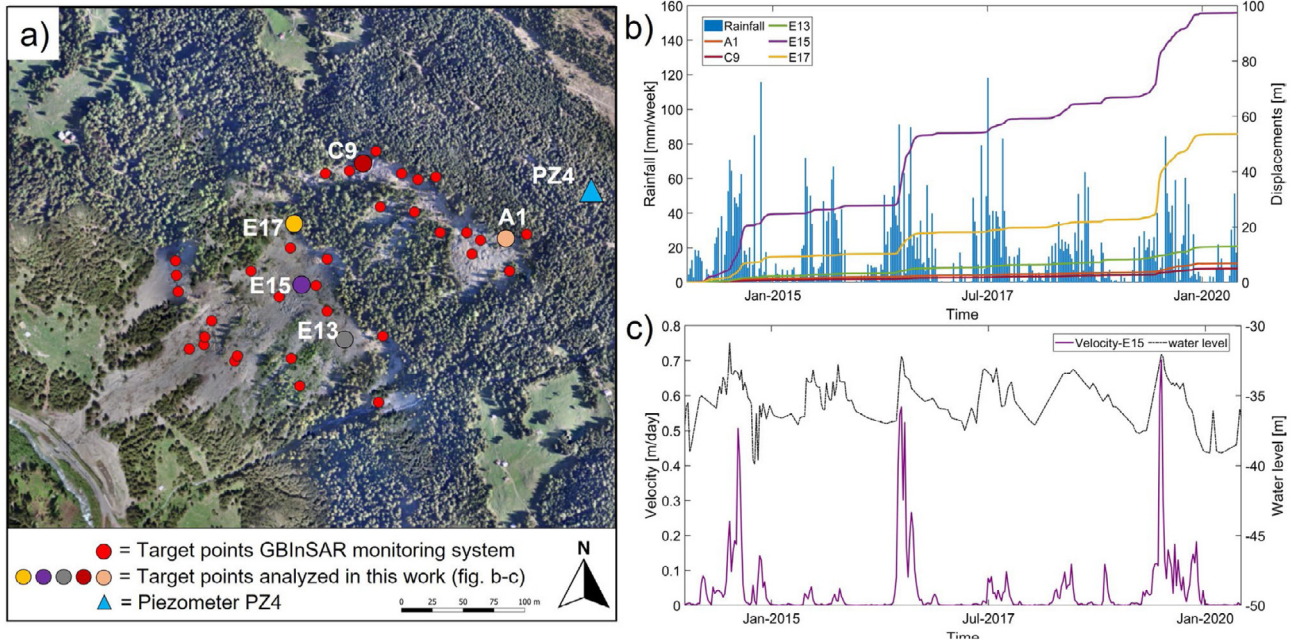 a)
C9
PZ4
E17
A1
E15
E13
= Target points GBInSAR monitoring system
= Target points analyzed in this work (fig. b-c)
= Piezometer PZ4
0 25 50 75 100 m
N
b)
160
140
120
100
80
60
40
20
0
Rainfall [mm/week]
100
80
60
40
20
0
Displacements [m]
Rainfall
A1
C9
E13
E15
E17
Jan-2015
Jul-2017
Jan-2020
Time
c)
0.8
0.7
0.6
0.5
0.4
0.3
0.2
0.1
0
Velocity [m/day]
-30
-35
-40
-45
-50
Water level [m]
Velocity-E15
water level
Jan-2015
Jul-2017
Jan-2020
Time